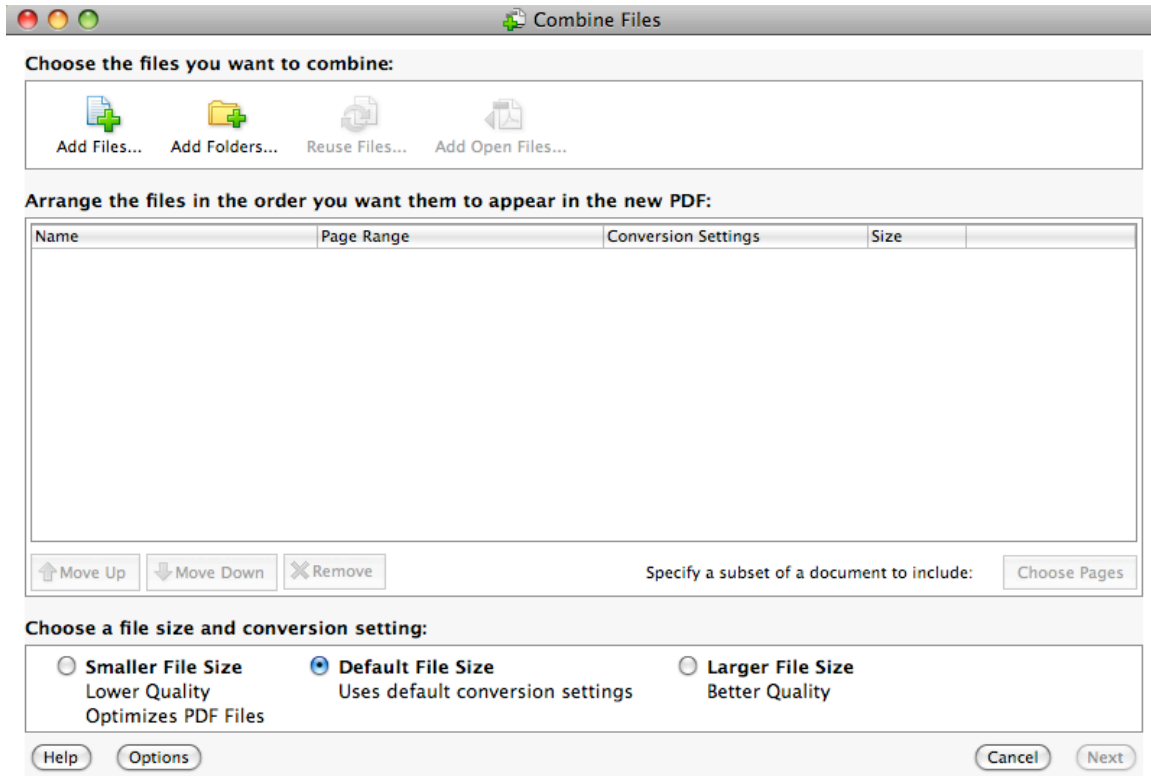 Combine Files
Choose the files you want to combine:
Add Files... Add Folders... Reuse Files... Add Open Files...
Arrange the files in the order you want them to appear in the new PDF:
Name Page Range Conversion Settings Size
Move Up Move Down Remove Specify a subset of a document to include: Choose Pages
Choose a file size and conversion setting:
Smaller File Size Default File Size Larger File Size
Lower Quality Uses default conversion settings Better Quality
Optimizes PDF Files
Help Options Cancel Next